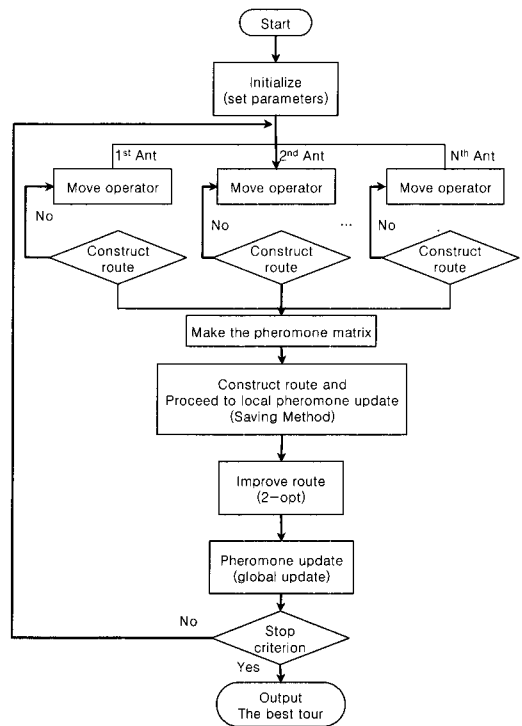 Start
Initialize
(set parameters)
1st Ant
2nd Ant
Nth Ant
Move operator
Move operator
Move operator
No
No
...
No
Construct
route
Construct
route
Construct
route
Make the pheromone matrix
Construct route and
Proceed to local pheromone update
(Saving Method)
Improve route
(2-opt)
Pheromone update
(global update)
No
Stop
criterion
Yes
Output
The best tour